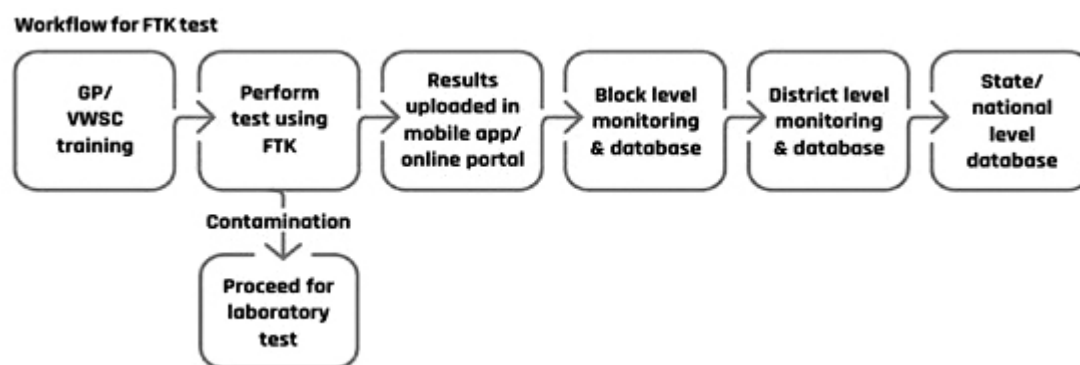 Workflow for FTK test
GP/
VWSC
training
Perform
test using
FTK
Results
uploaded in
mobile app/
online portal
Block level
monitoring
& database
District level
monitoring
& database
State/
national
level
database
Contamination
Proceed for
laboratory
test